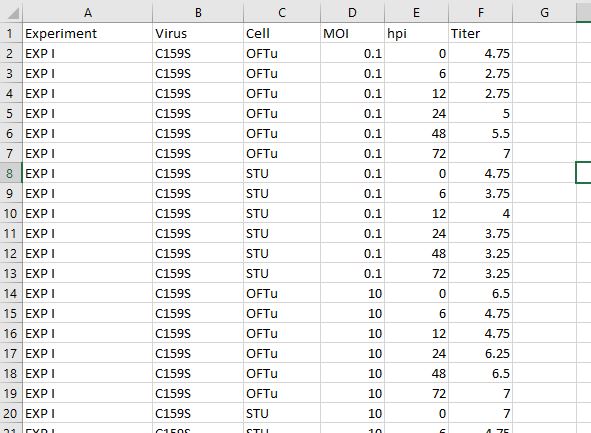 A B C D E F G
1 Experiment Virus Cell MOI hpi Titer
2 EXP I C159S OFTu 0.1 0 4.75
3 EXP I C159S OFTu 0.1 6 2.75
4 EXP I C159S OFTu 0.1 12 2.75
5 EXP I C159S OFTu 0.1 24 5
6 EXP I C159S OFTu 0.1 48 5.5
7 EXP I C159S OFTu 0.1 72 7
8 EXP I C159S STU 0.1 0 4.75
9 EXP I C159S STU 0.1 6 3.75
10 EXP I C159S STU 0.1 12 4
11 EXP I C159S STU 0.1 24 3.75
12 EXP I C159S STU 0.1 48 3.25
13 EXP I C159S STU 0.1 72 3.25
14 EXP I C159S OFTu 10 0 6.5
15 EXP I C159S OFTu 10 6 4.75
16 EXP I C159S OFTu 10 12 4.75
17 EXP I C159S OFTu 10 24 6.25
18 EXP I C159S OFTu 10 48 6.5
19 EXP I C159S OFTu 10 72 7
20 EXP I C159S STU 10 0 7
21 EXP I C159S STU 10 6 4.75